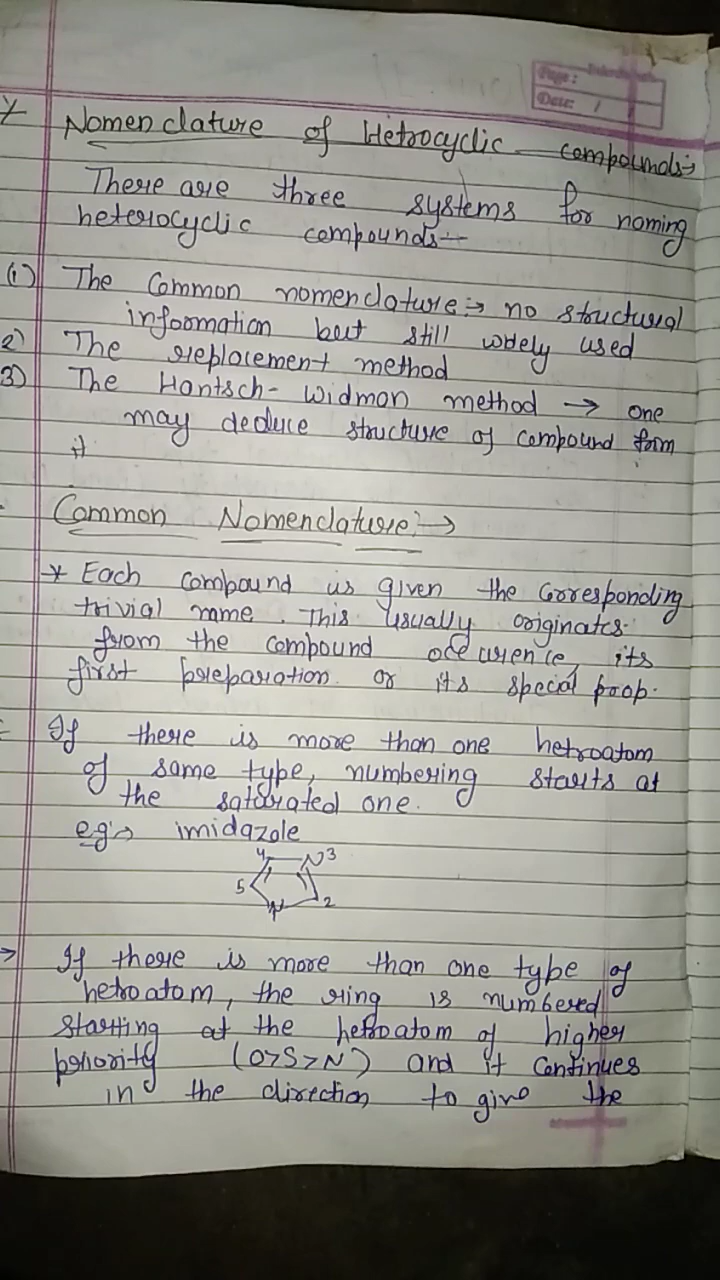 Page:
Date: / /
* Nomenclature of Hetrocyclic compounds:→
There are three systems for naming
heterocyclic compounds:—
(1) The Common nomenclature:→ no structural
information but still widely used
2) The replacement method
3) The Hantsch-Widman method → one
may deduce structure of compound from
it
Common Nomenclature:→
* Each compound is given the corresponding
trivial name. This usually originates
from the compound occurence, its
first preparation or its special prop.
If there is more than one hetroatom
of same type, numbering starts at
the saturated one.
eg:→ imidazole
4 N 3
5 2
N
→ If there is more than one type of
hetroatom, the ring is numbered
starting at the hetroatom of higher
priority (O>S>N) and it continues
in the direction to give the